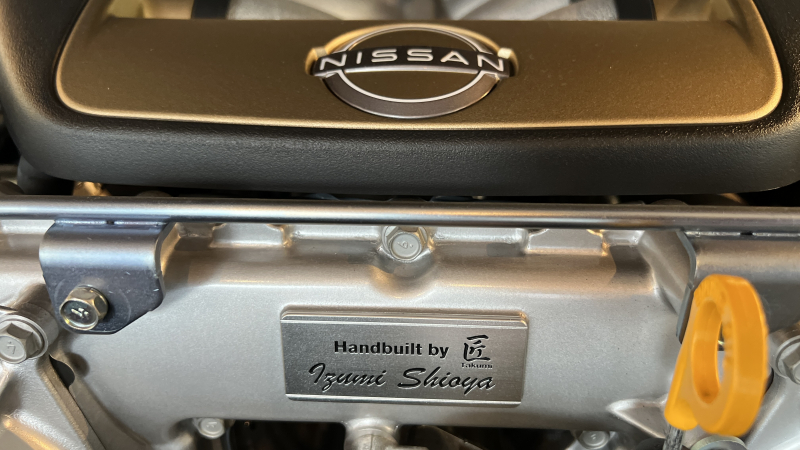 NISSAN
Handbuilt by 匠
Takumi
Izumi Shioya